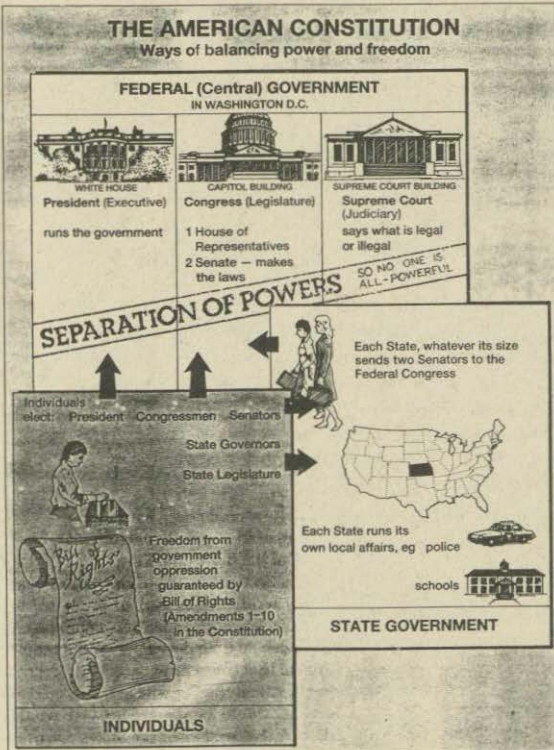 THE AMERICAN CONSTITUTION
Ways of balancing power and freedom
FEDERAL (Central) GOVERNMENT
IN WASHINGTON D.C.
WHITE HOUSE
President (Executive)
runs the government
CAPITOL BUILDING
Congress (Legislature)
1 House of
Representatives
2 Senate — makes
the laws
SUPREME COURT BUILDING
Supreme Court
(Judiciary)
says what is legal
or illegal
SEPARATION OF POWERS
SO NO ONE IS
ALL-POWERFUL
Each State, whatever its size
sends two Senators to the
Federal Congress
Individuals
elect: President Congressmen Senators
State Governors
State Legislature
Bill of
Rights
Freedom from
government
oppression
guaranteed by
Bill of Rights
(Amendments 1–10
in the Constitution)
INDIVIDUALS
Each State runs its
own local affairs, eg police
schools
STATE GOVERNMENT